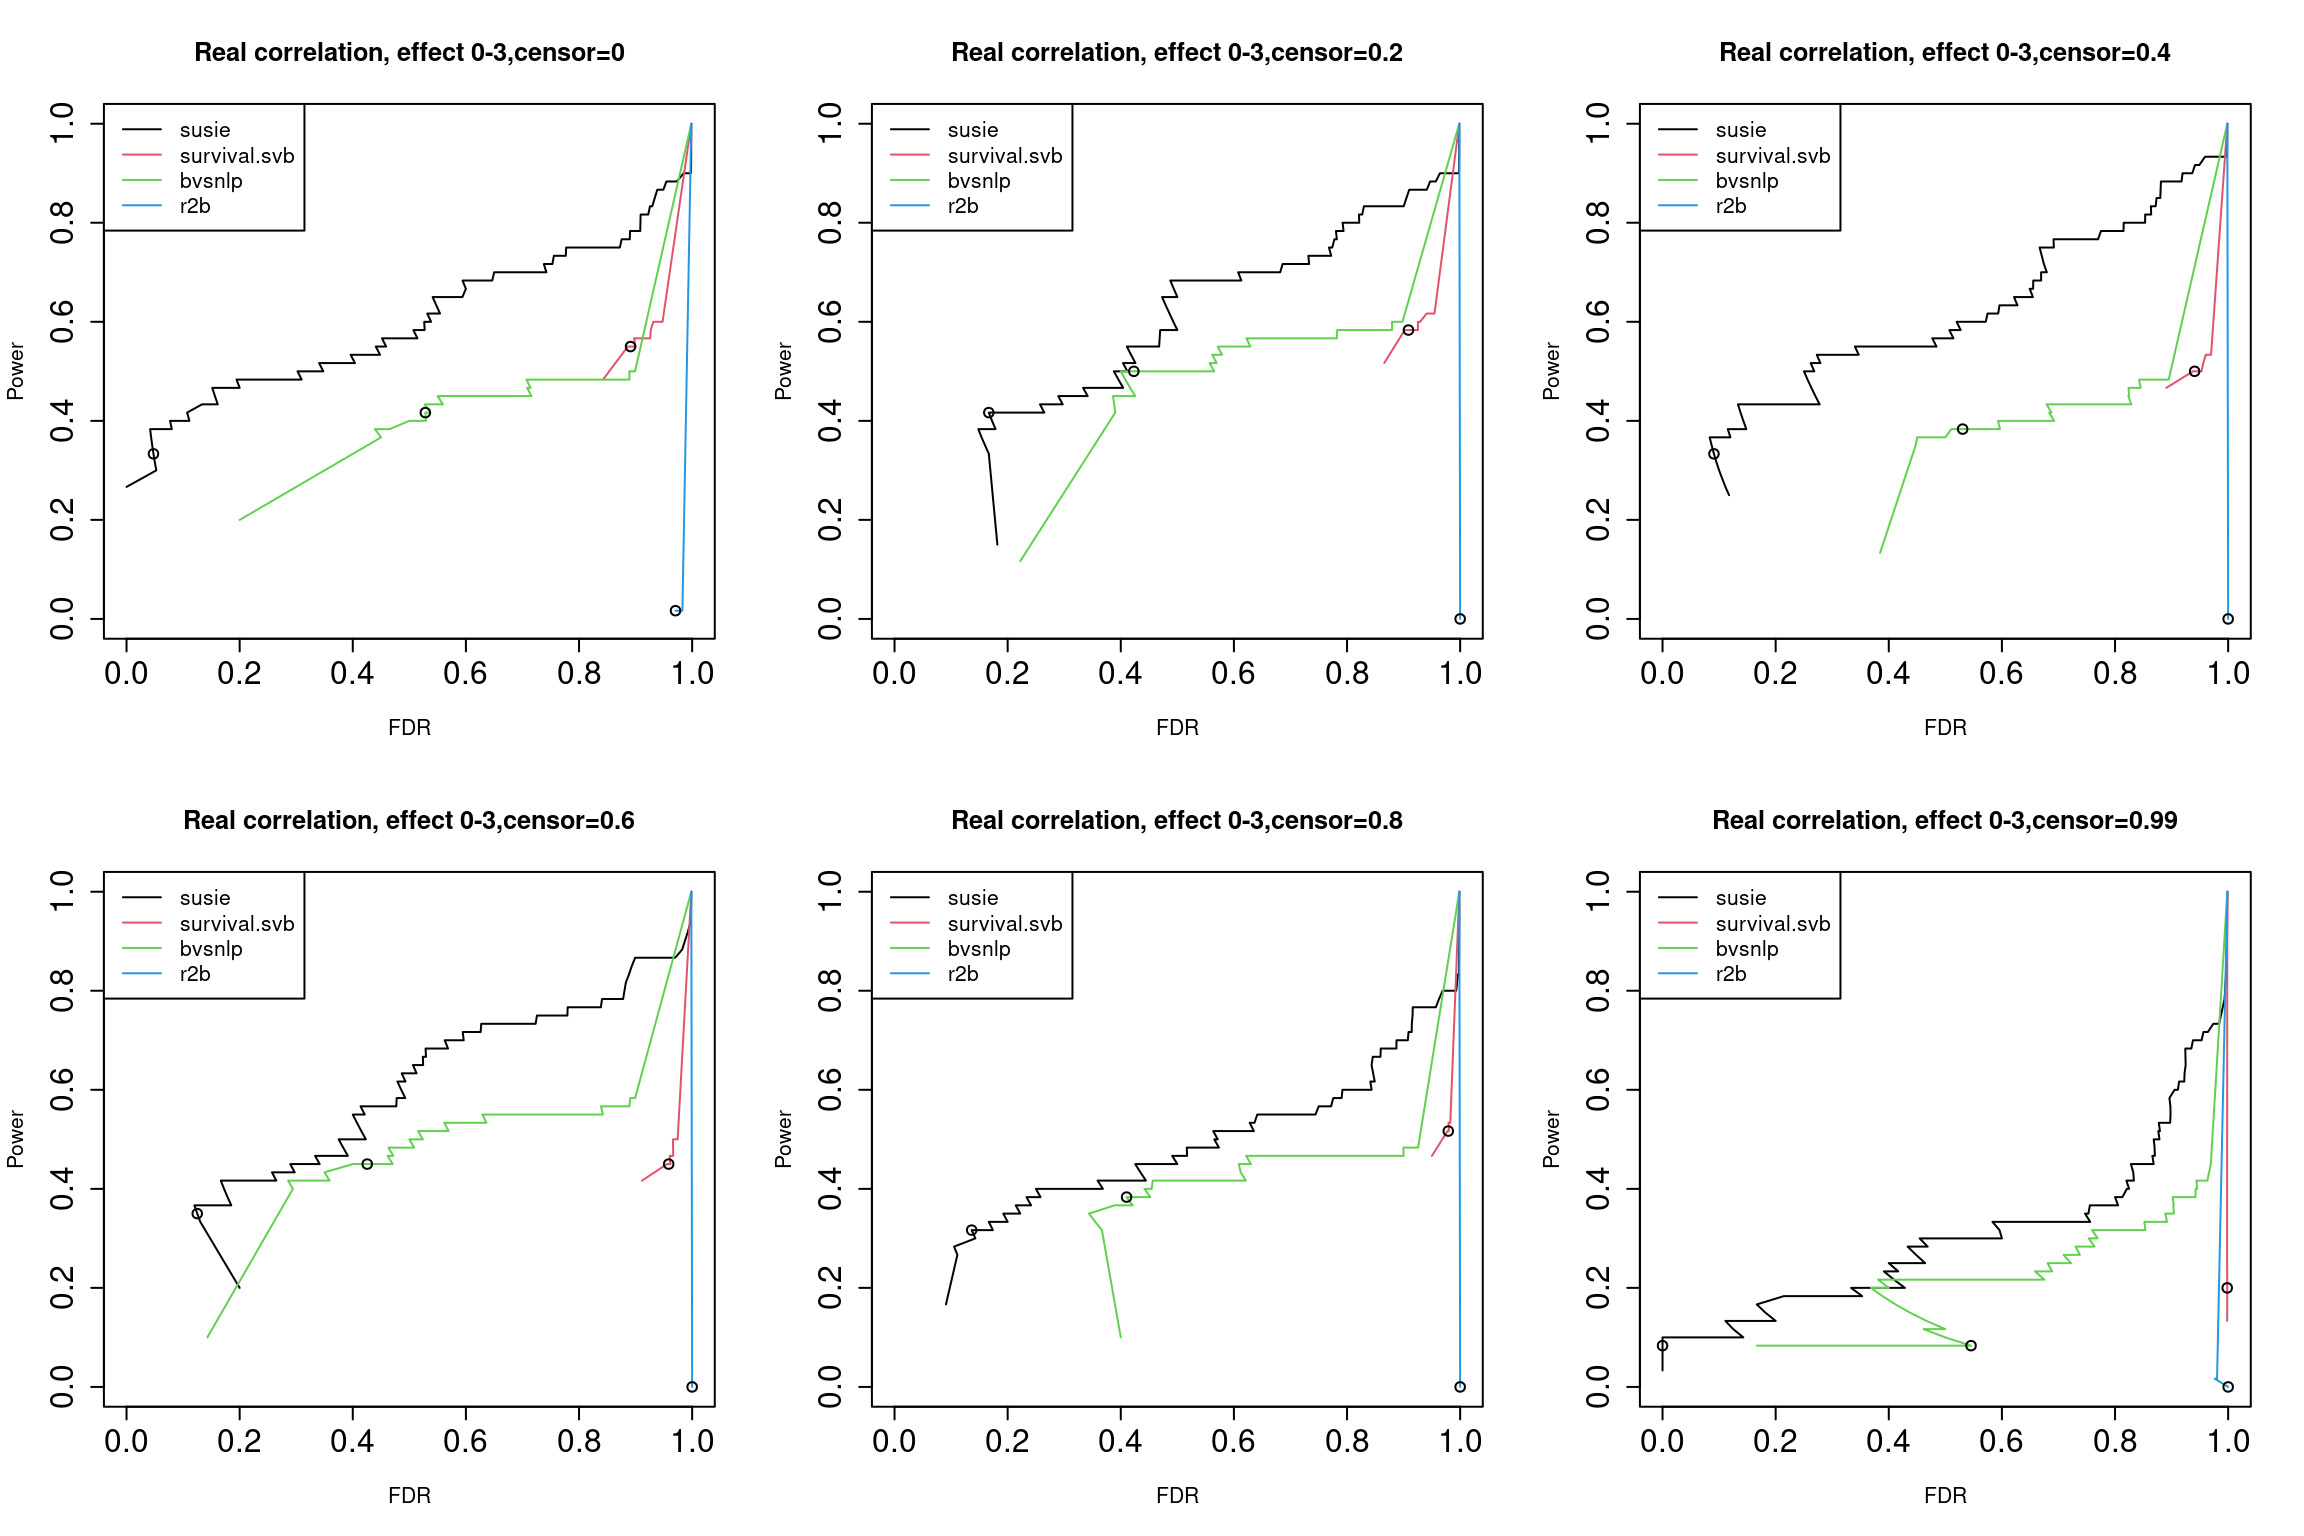 Real correlation, effect 0-3,censor=0
susie
survival.svb
bvsnlp
r2b
Power
0.0 0.2 0.4 0.6 0.8 1.0
0.0 0.2 0.4 0.6 0.8 1.0
FDR
Real correlation, effect 0-3,censor=0.2
susie
survival.svb
bvsnlp
r2b
Power
0.0 0.2 0.4 0.6 0.8 1.0
0.0 0.2 0.4 0.6 0.8 1.0
FDR
Real correlation, effect 0-3,censor=0.4
susie
survival.svb
bvsnlp
r2b
Power
0.0 0.2 0.4 0.6 0.8 1.0
0.0 0.2 0.4 0.6 0.8 1.0
FDR
Real correlation, effect 0-3,censor=0.6
susie
survival.svb
bvsnlp
r2b
Power
0.0 0.2 0.4 0.6 0.8 1.0
0.0 0.2 0.4 0.6 0.8 1.0
FDR
Real correlation, effect 0-3,censor=0.8
susie
survival.svb
bvsnlp
r2b
Power
0.0 0.2 0.4 0.6 0.8 1.0
0.0 0.2 0.4 0.6 0.8 1.0
FDR
Real correlation, effect 0-3,censor=0.99
susie
survival.svb
bvsnlp
r2b
Power
0.0 0.2 0.4 0.6 0.8 1.0
0.0 0.2 0.4 0.6 0.8 1.0
FDR